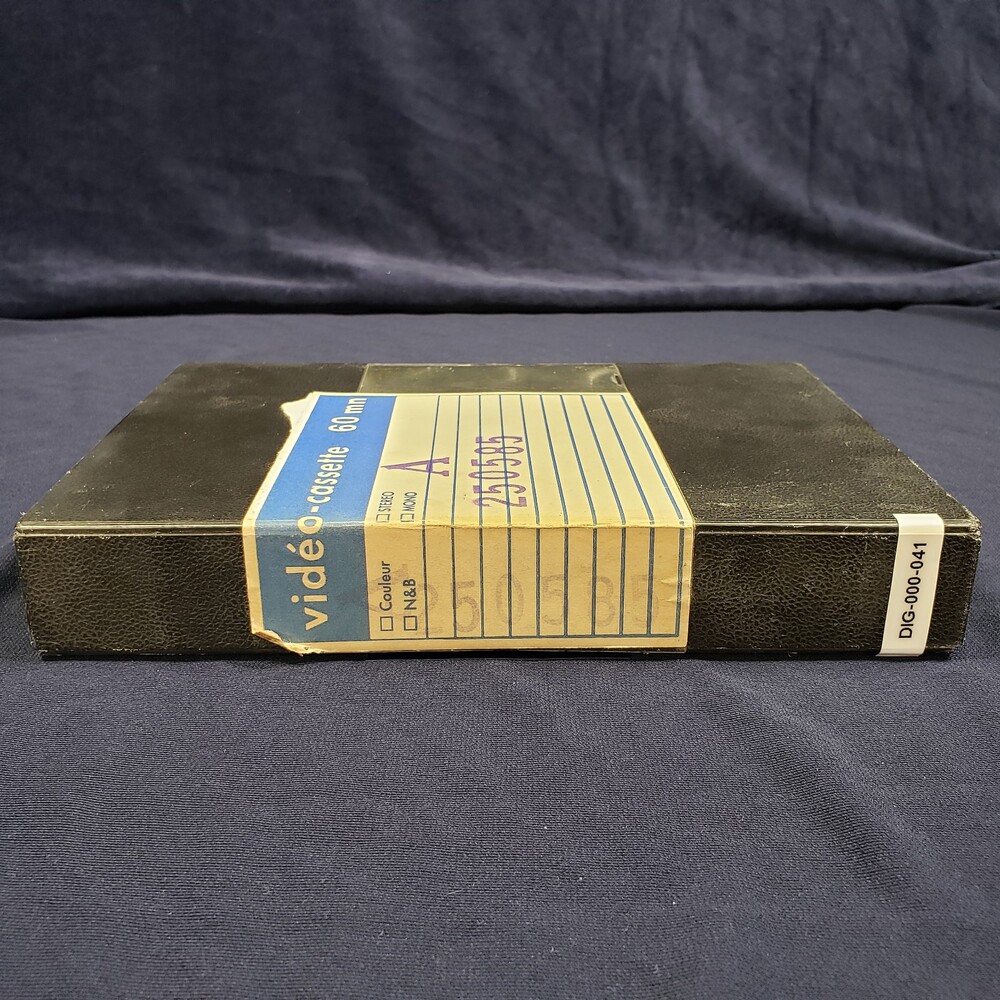 vidéo-cassette 60 mn
☐ STEREO
☐ MONO
A
250585
☐ Couleur
☐ N&B
250585
DIG-000-041